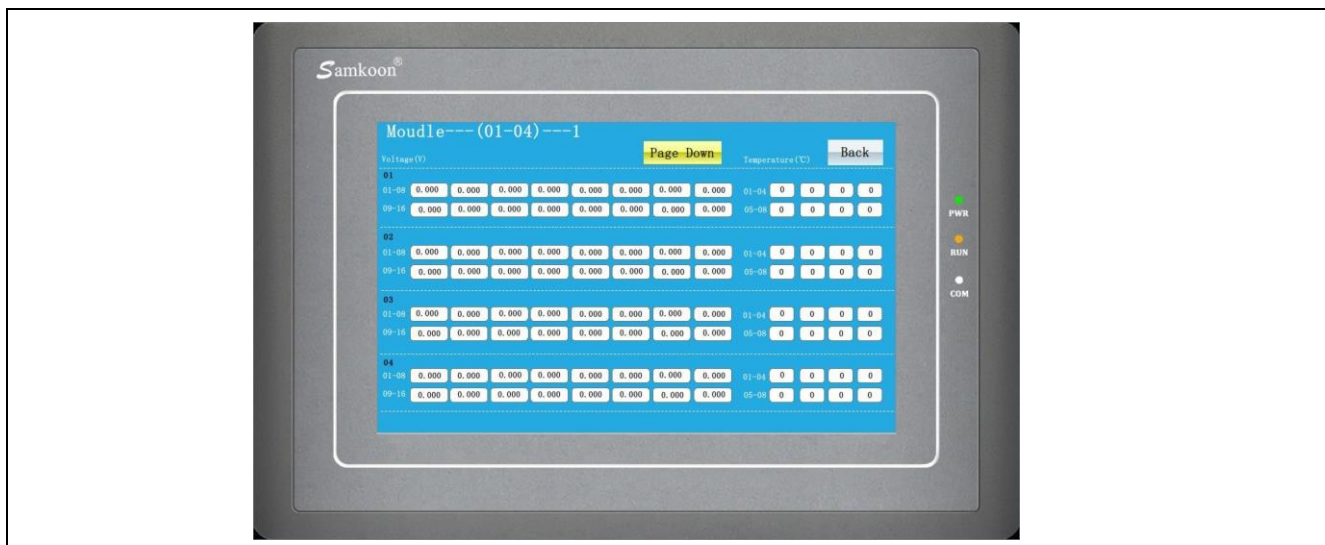 Samkoon®
Moudle---(01-04)---1
Page Down
Back
Voltage(V)
Temperature(℃)
01
01-08 0.000 0.000 0.000 0.000 0.000 0.000 0.000 0.000 01-04 0 0 0 0
09-16 0.000 0.000 0.000 0.000 0.000 0.000 0.000 0.000 05-08 0 0 0 0
02
01-08 0.000 0.000 0.000 0.000 0.000 0.000 0.000 0.000 01-04 0 0 0 0
09-16 0.000 0.000 0.000 0.000 0.000 0.000 0.000 0.000 05-08 0 0 0 0
03
01-08 0.000 0.000 0.000 0.000 0.000 0.000 0.000 0.000 01-04 0 0 0 0
09-16 0.000 0.000 0.000 0.000 0.000 0.000 0.000 0.000 05-08 0 0 0 0
04
01-08 0.000 0.000 0.000 0.000 0.000 0.000 0.000 0.000 01-04 0 0 0 0
09-16 0.000 0.000 0.000 0.000 0.000 0.000 0.000 0.000 05-08 0 0 0 0
PWR
RUN
COM